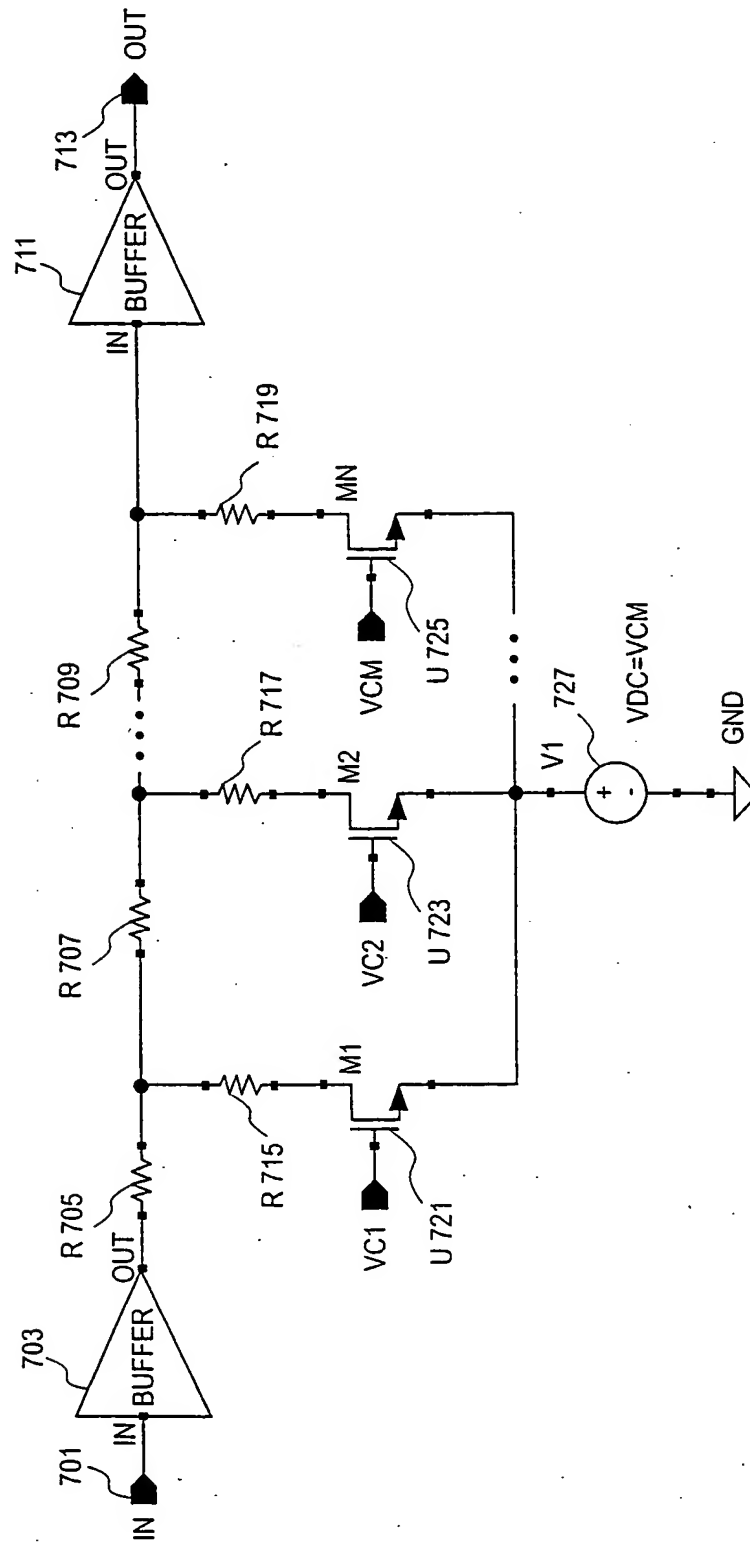 701
IN
703
IN
BUFFER
OUT
R 705
R 707
R 709
IN
711
BUFFER
OUT
713
OUT
R 715
R 717
R 719
M1
M2
MN
VC1
VC2
VCM
U 721
U 723
U 725
V1
727
VDC=VCM
GND